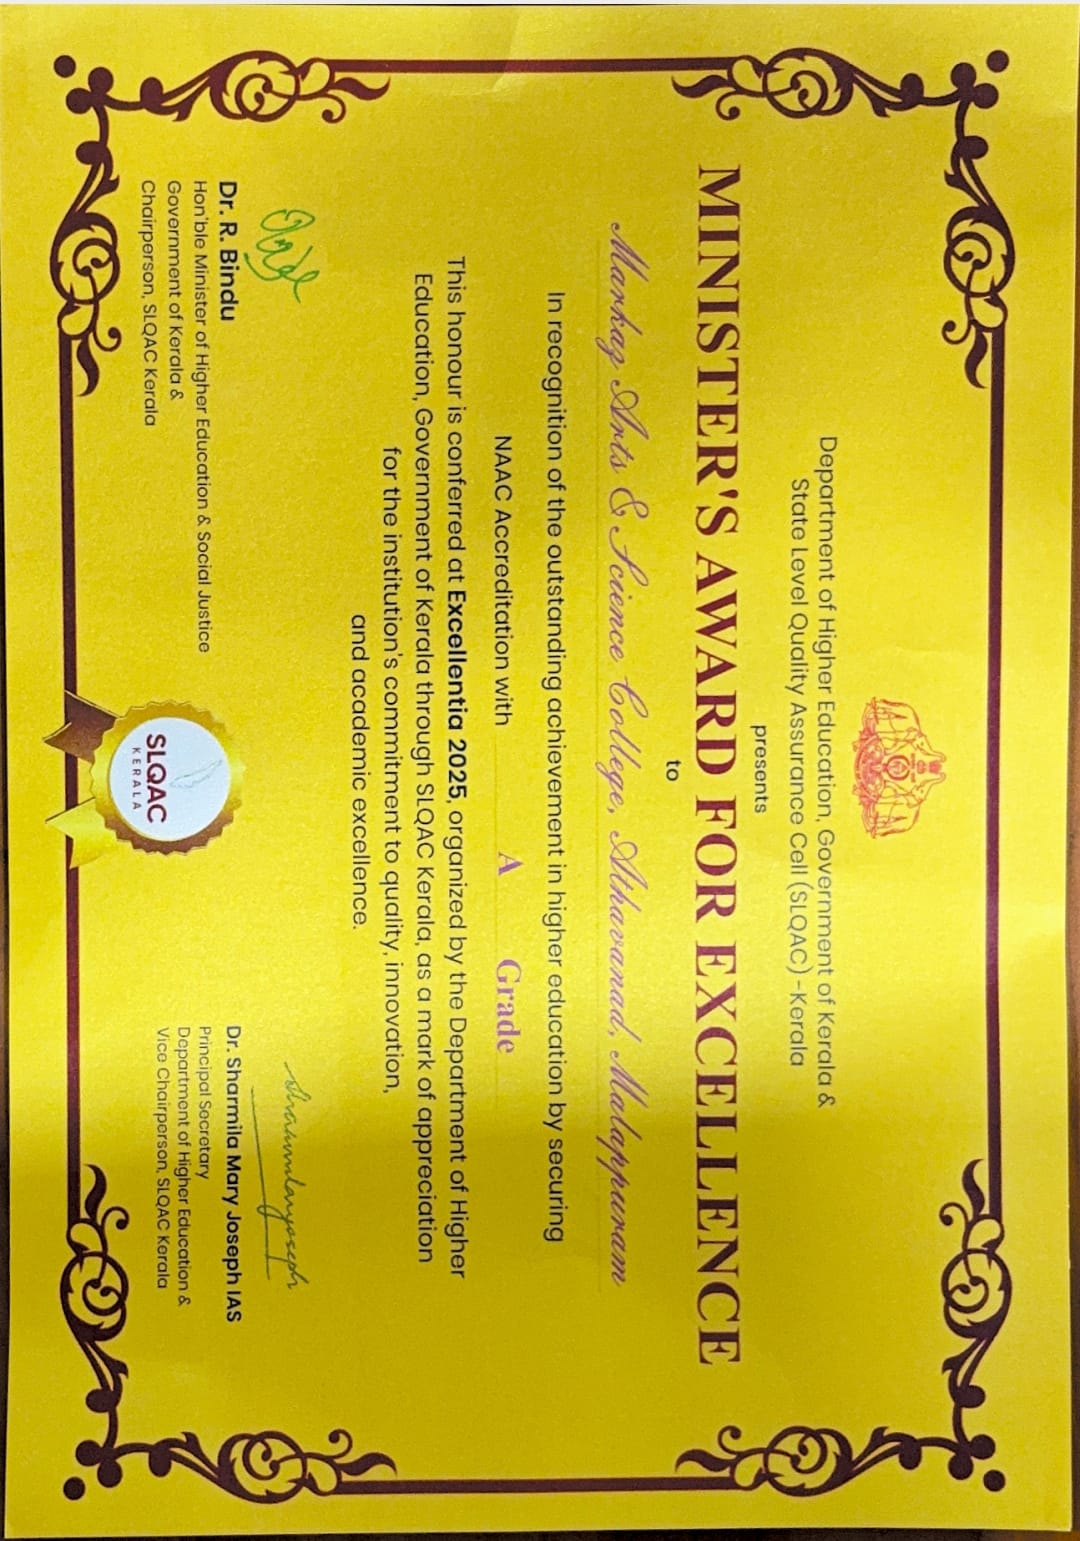 Department of Higher Education, Government of Kerala &
State Level Quality Assurance Cell (SLQAC) -Kerala
presents
MINISTER'S AWARD FOR EXCELLENCE
to
Markaz Arts & Science College, Athavanad, Malappuram
In recognition of the outstanding achievement in higher education by securing
NAAC Accreditation with A Grade
This honour is conferred at Excellentia 2025, organized by the Department of Higher
Education, Government of Kerala through SLQAC Kerala, as a mark of appreciation
for the institution's commitment to quality, innovation,
and academic excellence.
Dr. R. Bindu
Hon'ble Minister of Higher Education & Social Justice
Government of Kerala &
Chairperson, SLQAC Kerala
SLQAC
KERALA
Sharmilamaryjoseph
Dr. Sharmila Mary Joseph IAS
Principal Secretary
Department of Higher Education &
Vice Chairperson, SLQAC Kerala